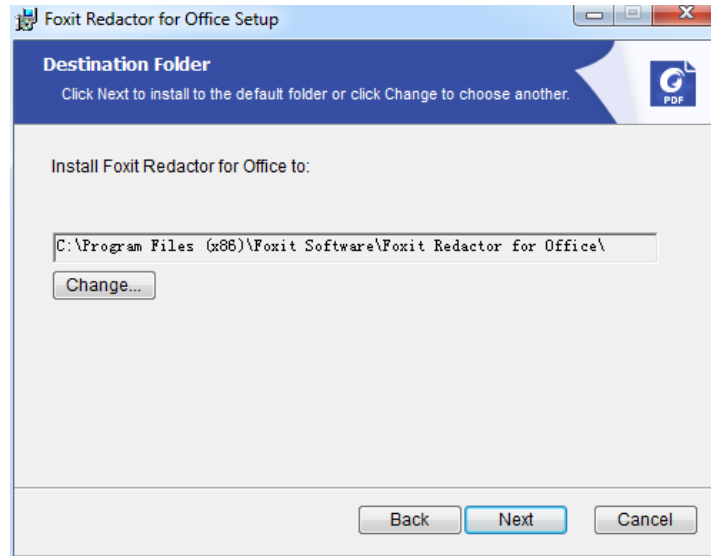 Foxit Redactor for Office Setup
Destination Folder
Click Next to install to the default folder or click Change to choose another.
PDF
Install Foxit Redactor for Office to:
C:\Program Files (x86)\Foxit Software\Foxit Redactor for Office\
Change...
Back Next Cancel